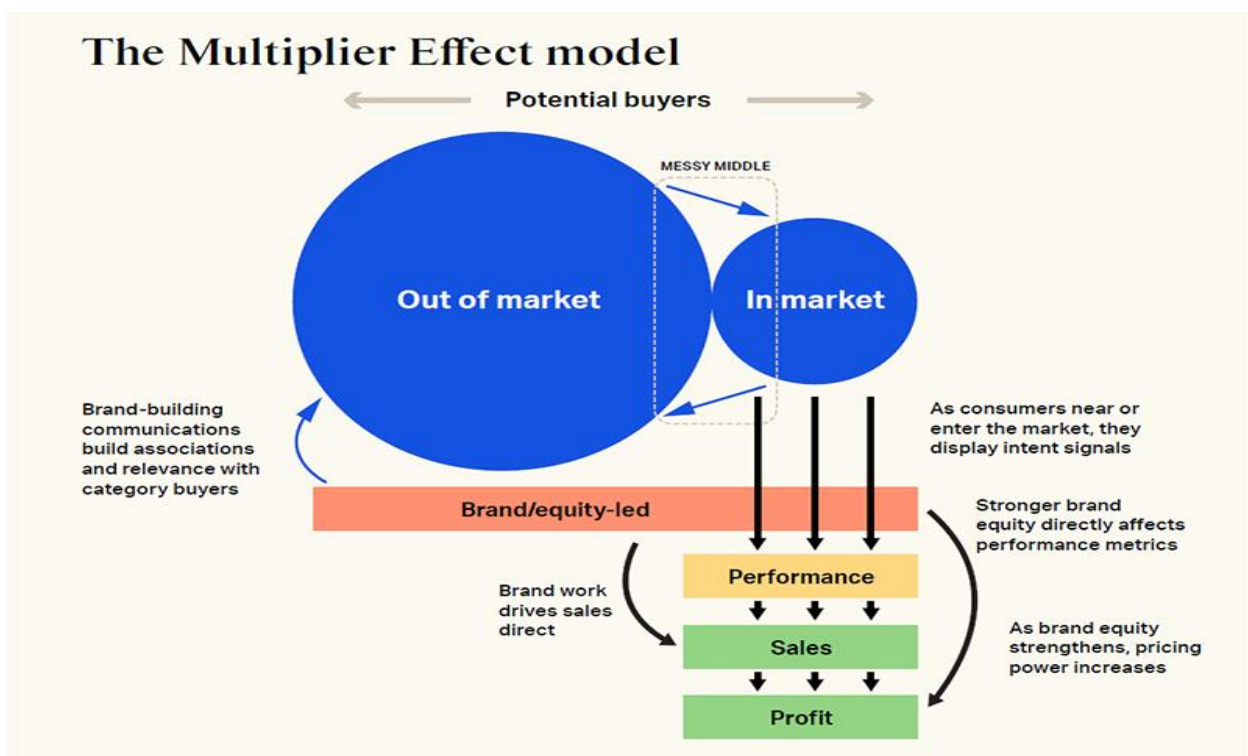 The Multiplier Effect model
Potential buyers
MESSY MIDDLE
Out of market
In market
Brand-building
communications
build associations
and relevance with
category buyers
As consumers near or
enter the market, they
display intent signals
Brand/equity-led
Stronger brand
equity directly affects
performance metrics
Performance
Brand work
drives sales
direct
Sales
As brand equity
strengthens, pricing
power increases
Profit